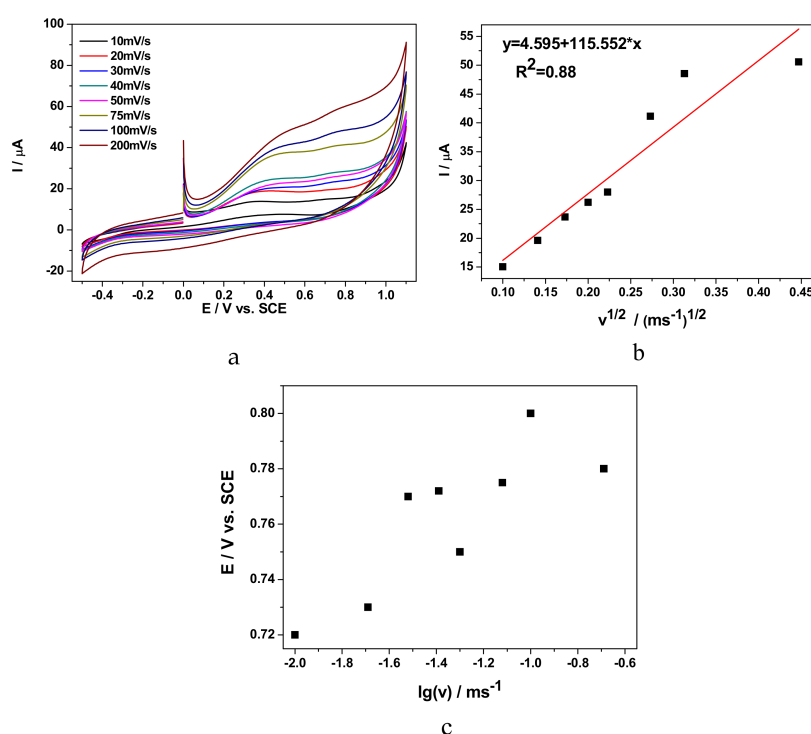 100
80
60
40
20
0
-20
I / µA
10mV/s
20mV/s
30mV/s
40mV/s
50mV/s
75mV/s
100mV/s
200mV/s
-0.4 -0.2 0.0 0.2 0.4 0.6 0.8 1.0
E / V vs. SCE
a
55
50
45
40
35
30
25
20
15
I / µA
y=4.595+115.552*x
R²=0.88
0.10 0.15 0.20 0.25 0.30 0.35 0.40 0.45
v^1/2 / (ms⁻¹)^1/2
b
0.80
0.78
0.76
0.74
0.72
E / V vs. SCE
-2.0 -1.8 -1.6 -1.4 -1.2 -1.0 -0.8 -0.6
lg(v) / ms⁻¹
c